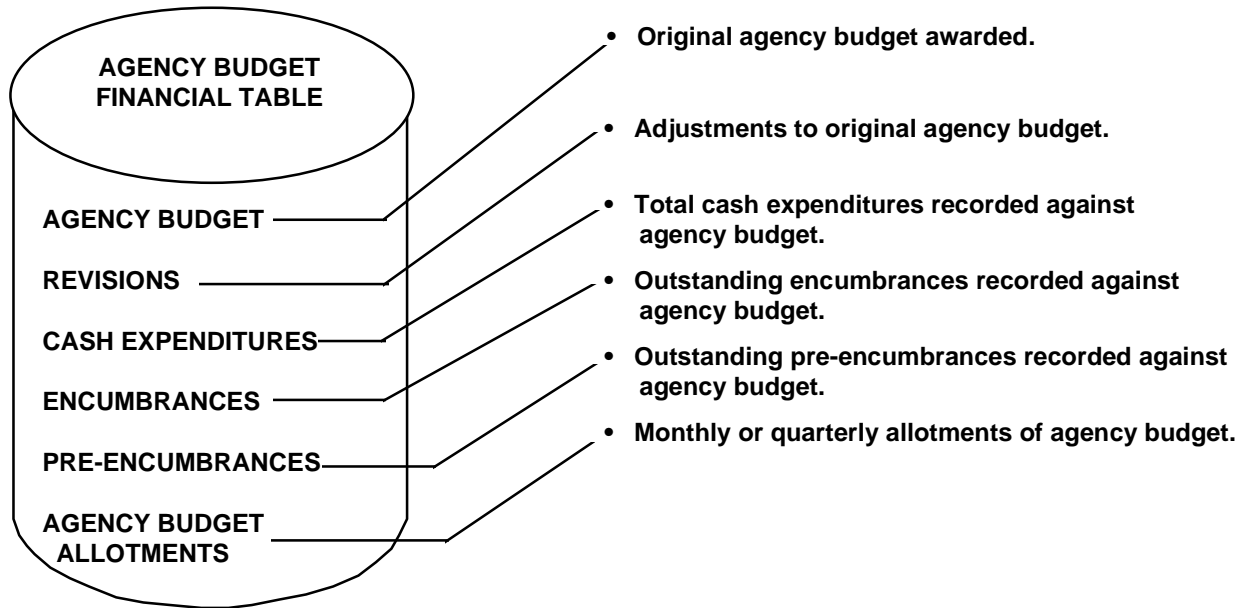 AGENCY BUDGET
FINANCIAL TABLE
AGENCY BUDGET
REVISIONS
CASH EXPENDITURES
ENCUMBRANCES
PRE-ENCUMBRANCES
AGENCY BUDGET
ALLOTMENTS
• Original agency budget awarded.
• Adjustments to original agency budget.
• Total cash expenditures recorded against
agency budget.
• Outstanding encumbrances recorded against
agency budget.
• Outstanding pre-encumbrances recorded against
agency budget.
• Monthly or quarterly allotments of agency budget.